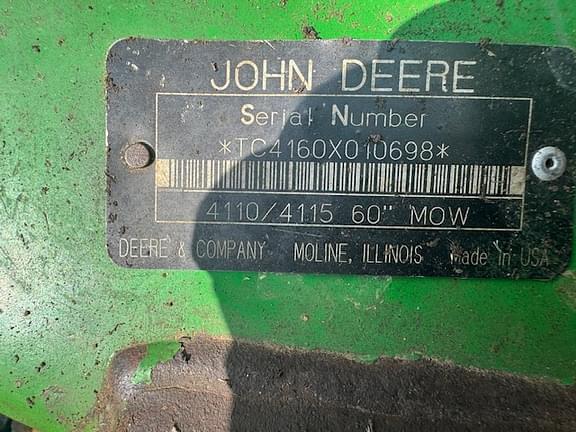 JOHN DEERE
Serial Number
*TC4160X010698*
4110/4115 60" MOW
DEERE & COMPANY MOLINE, ILLINOIS Made In USA